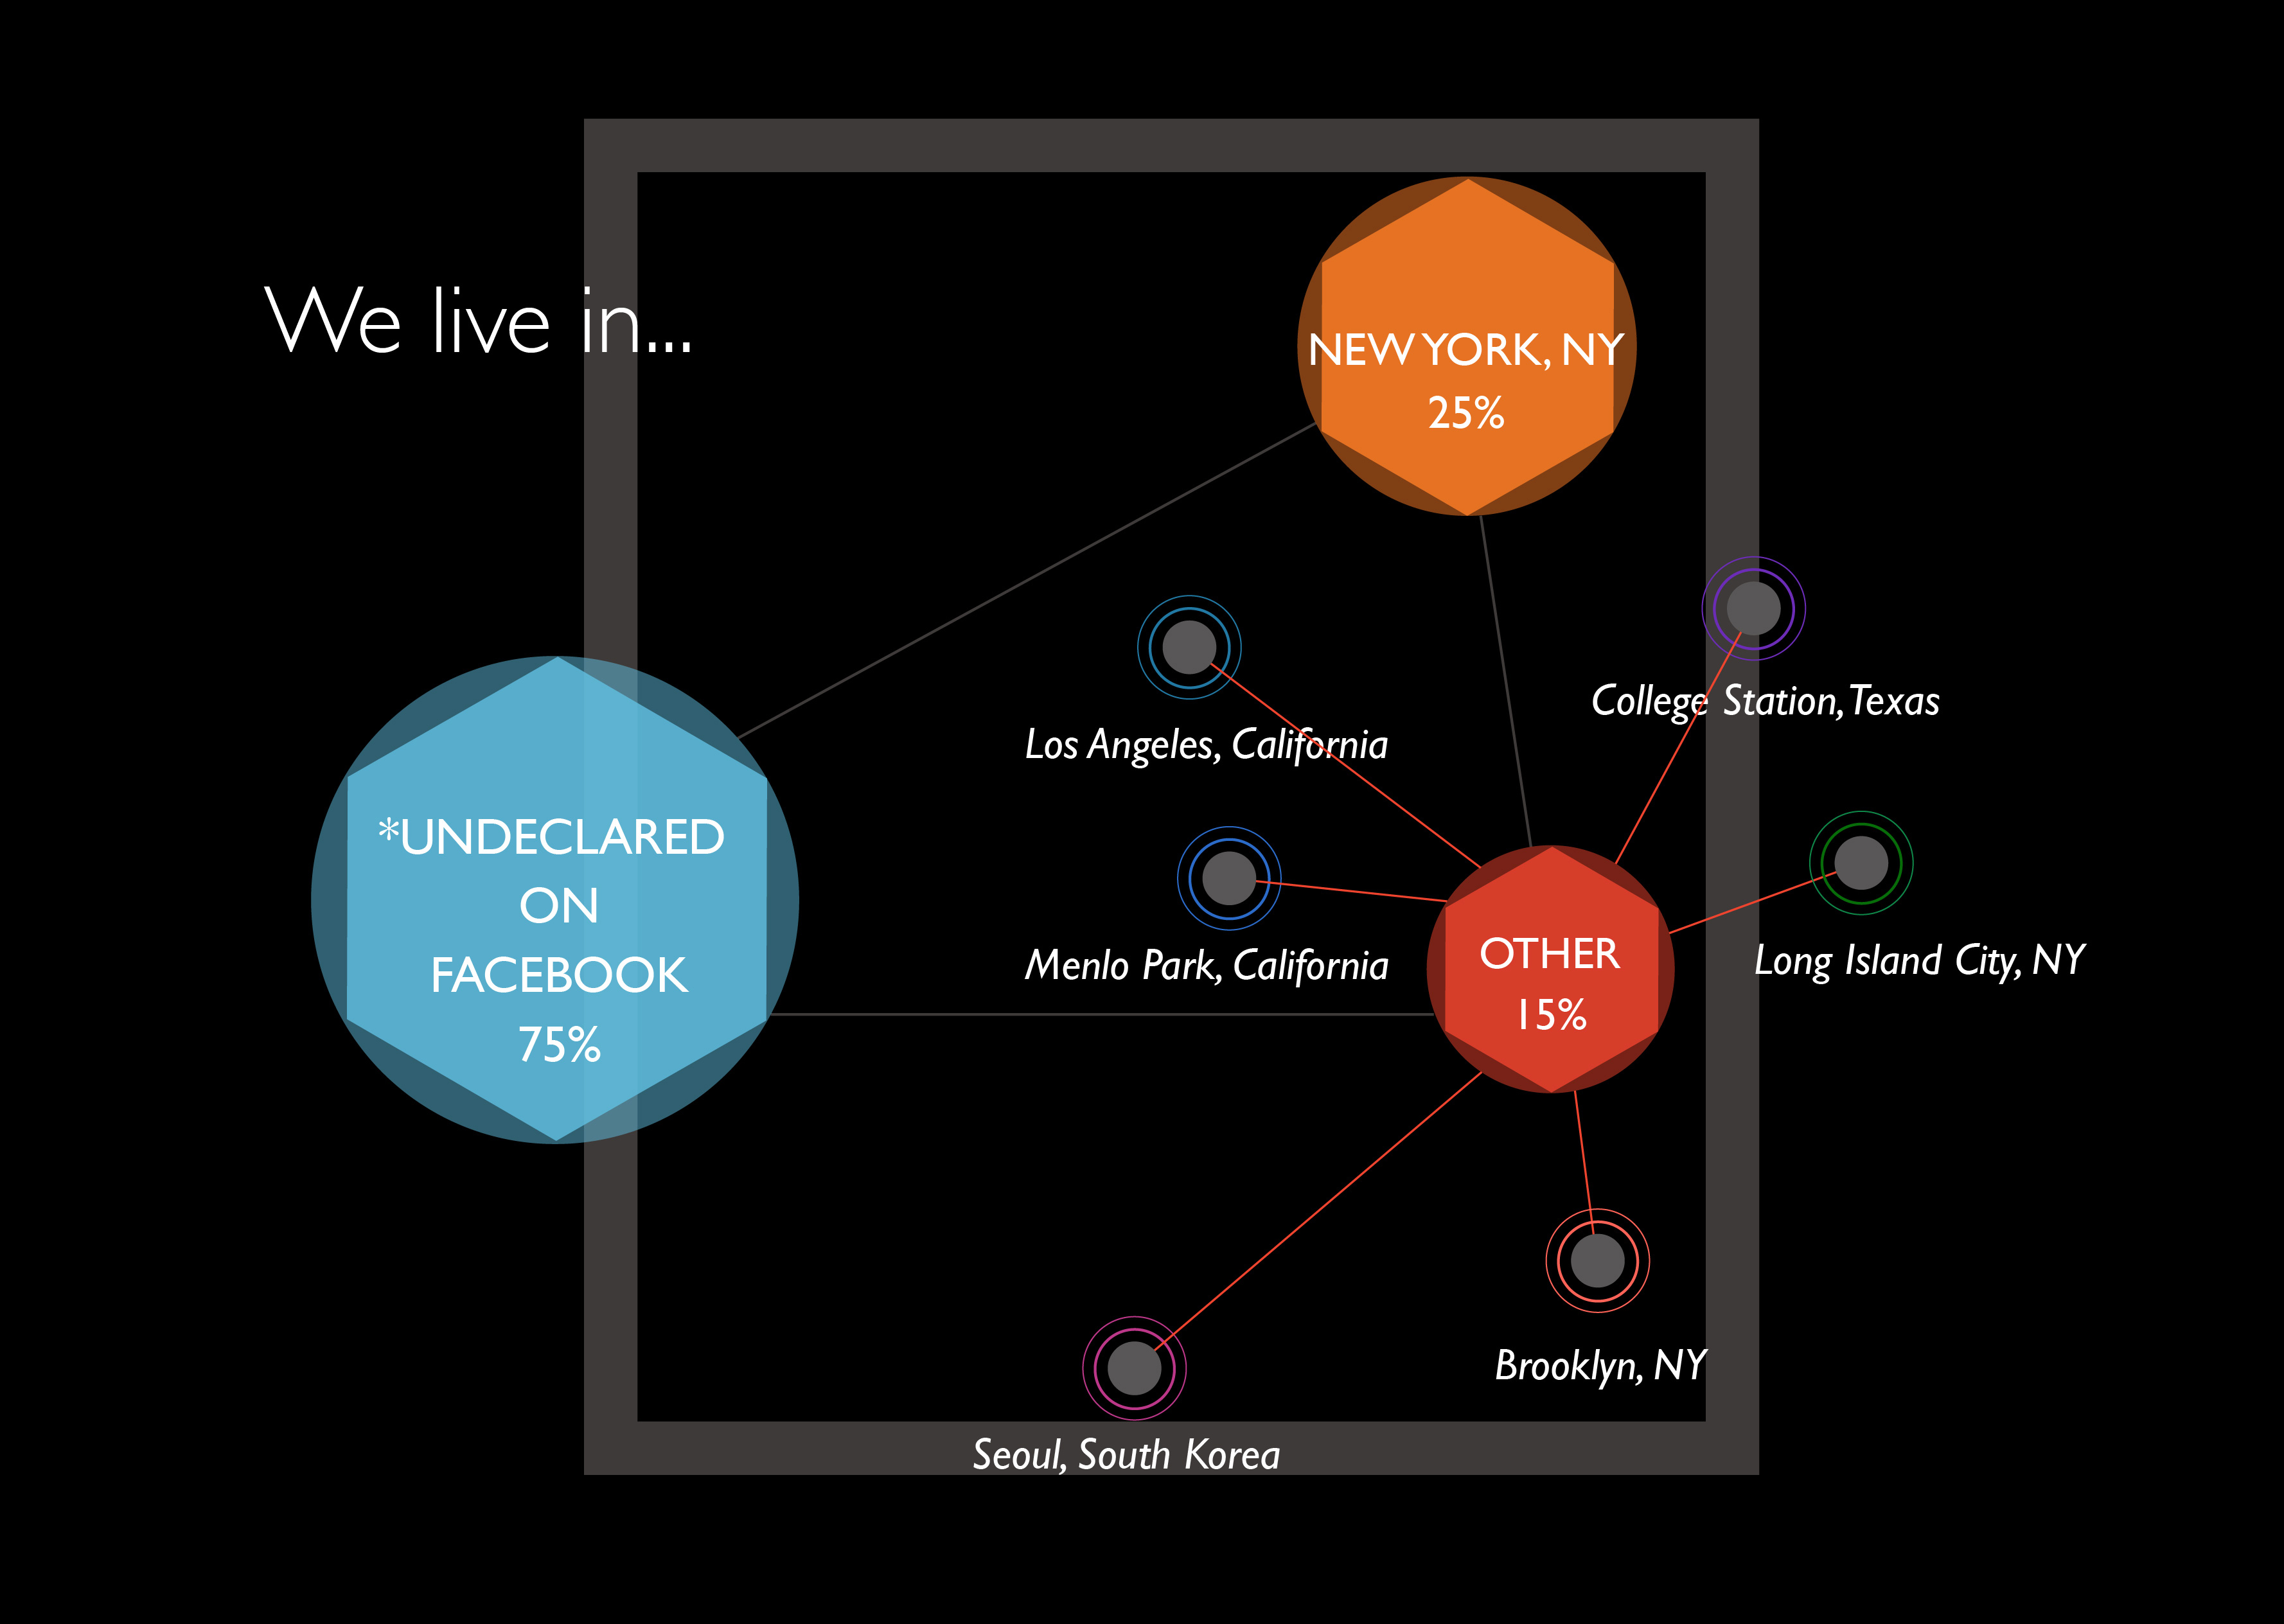 We live in...
NEW YORK, NY
25%
College Station, Texas
Los Angeles, California
*UNDECLARED
ON
FACEBOOK
75%
Menlo Park, California
OTHER
15%
Long Island City, NY
Brooklyn, NY
Seoul, South Korea